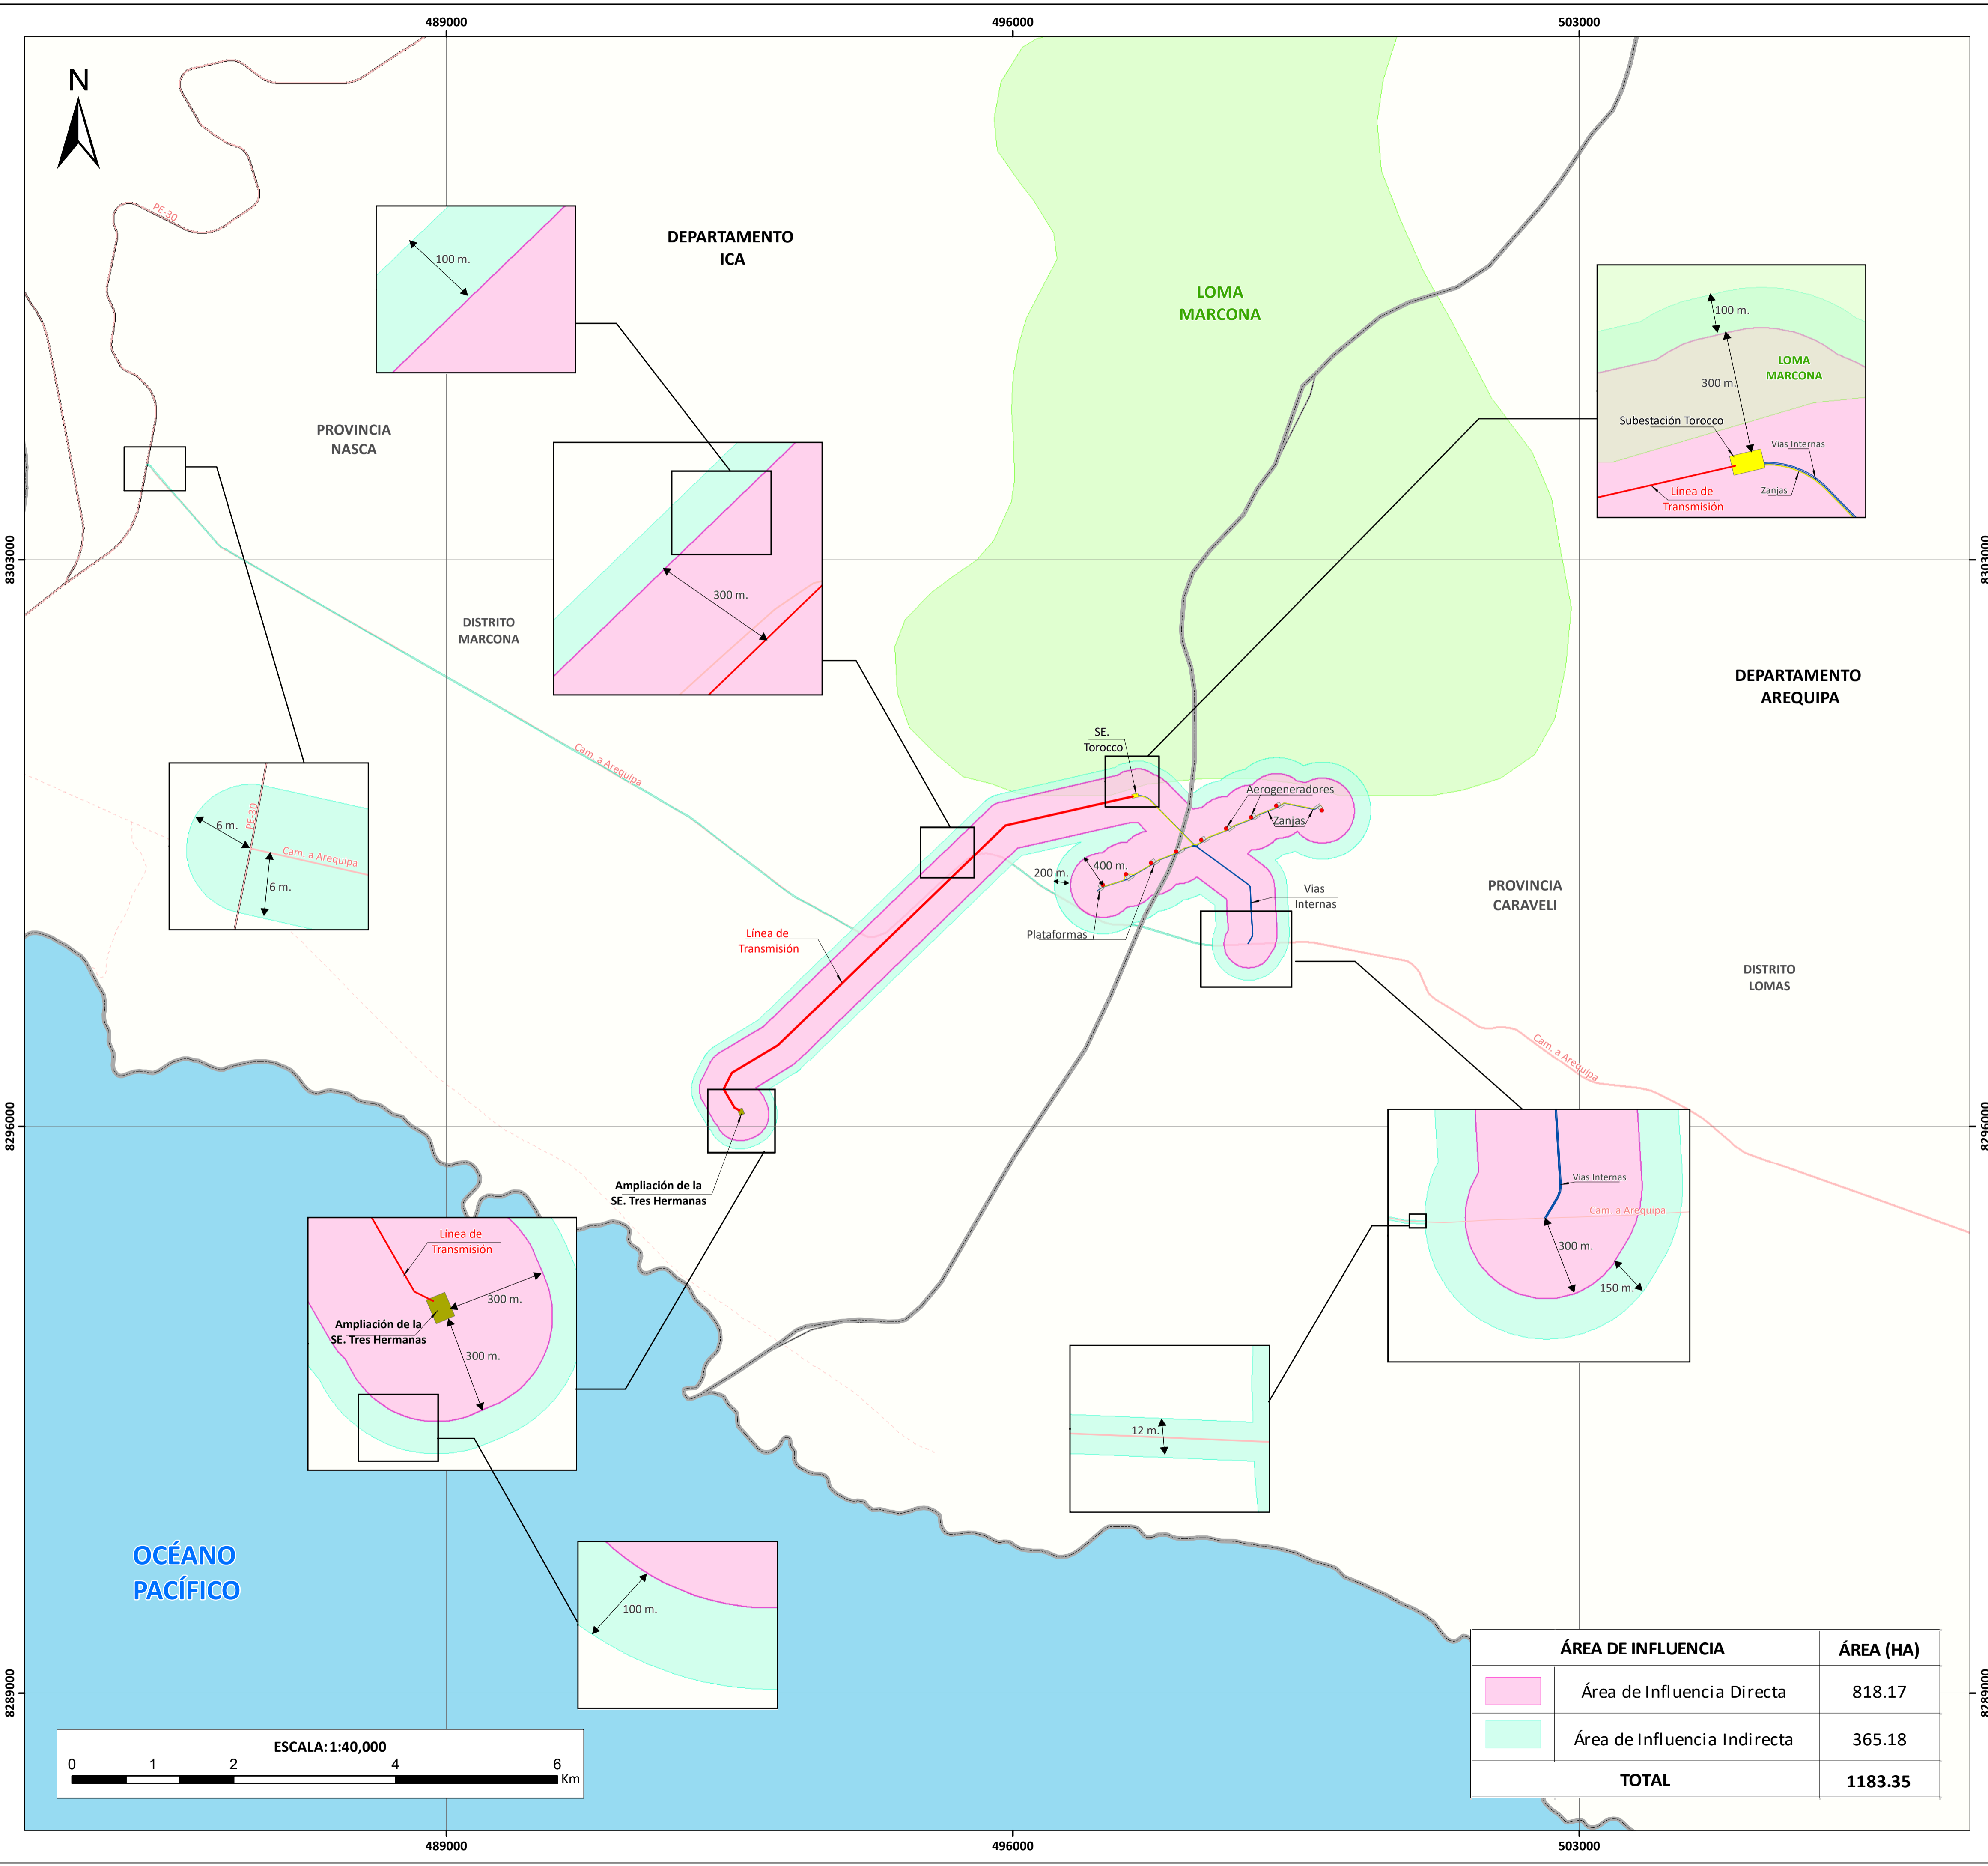 489000
496000
503000
N
PE-30
100 m.
DEPARTAMENTO
ICA
LOMA
MARCONA
100 m.
LOMA
MARCONA
300 m.
Subestación Torocco
Vias Internas
Línea de
Transmisión
Zanjas
PROVINCIA
NASCA
8303000
8303000
300 m.
DISTRITO
MARCONA
DEPARTAMENTO
AREQUIPA
Cam. a Arequipa
SE.
Torocco
Aerogeneradores
Zanjas
PE-30
6 m.
Cam. a Arequipa
6 m.
400 m.
200 m.
Vias
Internas
Plataformas
PROVINCIA
CARAVELI
Línea de
Transmisión
DISTRITO
LOMAS
Cam. a Arequipa
8296000
8296000
Ampliación de la
SE. Tres Hermanas
Vias Internas
Cam. a Arequipa
300 m.
150 m.
Línea de
Transmisión
300 m.
Ampliación de la
SE. Tres Hermanas
300 m.
12 m.
OCÉANO
PACÍFICO
100 m.
8289000
8289000
ÁREA DE INFLUENCIA ÁREA (HA)
Área de Influencia Directa 818.17
Área de Influencia Indirecta 365.18
TOTAL 1183.35
ESCALA:1:40,000
0 1 2 4 6
Km
489000
496000
503000